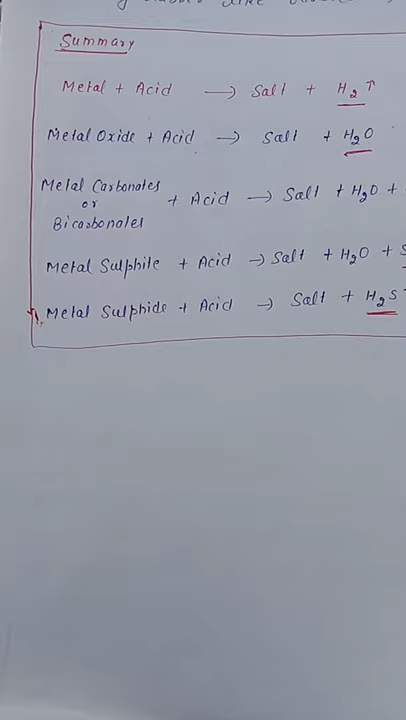 like
Summary
Metal + Acid → Salt + H2 ↑
Metal Oxide + Acid → Salt + H2O
Metal Carbonates
or
Bicarbonates
+ Acid → Salt + H2O +
Metal Sulphite + Acid → Salt + H2O + S
Metal Sulphide + Acid → Salt + H2S